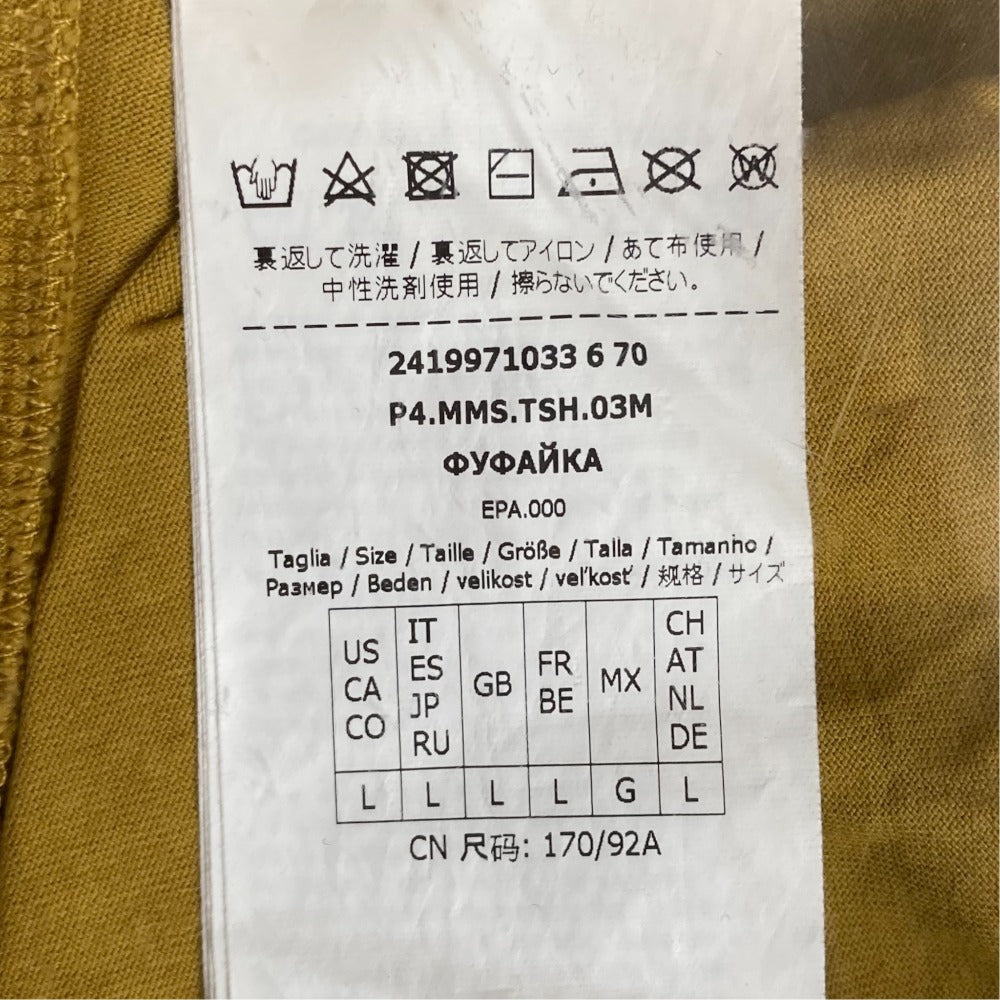 裏返して洗濯 / 裏返してアイロン / あて布使用 /
中性洗剤使用 / 擦らないでください。
2419971033 6 70
P4.MMS.TSH.03M
ФУФАЙКА
EPA.000
Taglia / Size / Taille / Größe / Talla / Tamanho /
Размер / Beden / velikost / veľkosť / 规格 / サイズ
US CA CO
IT ES JP RU
GB
FR BE
MX
CH AT NL DE
L L L L G L
CN 尺码: 170/92A